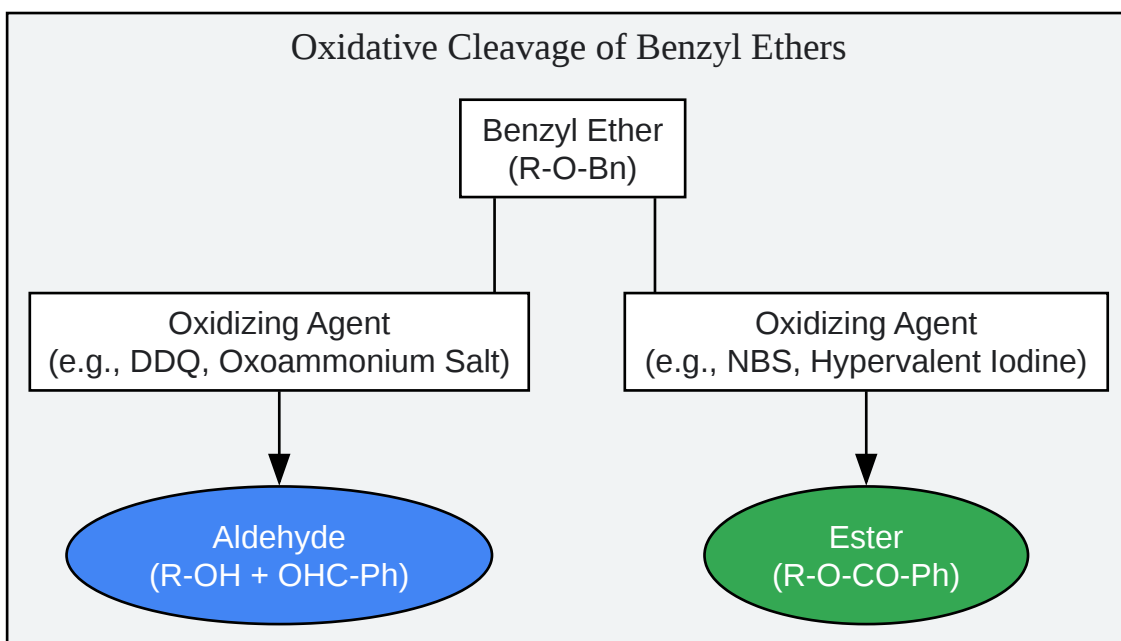 Oxidative Cleavage of Benzyl Ethers
Benzyl Ether
(R-O-Bn)
Oxidizing Agent
(e.g., DDQ, Oxoammonium Salt)
Oxidizing Agent
(e.g., NBS, Hypervalent Iodine)
Aldehyde
(R-OH + OHC-Ph)
Ester
(R-O-CO-Ph)